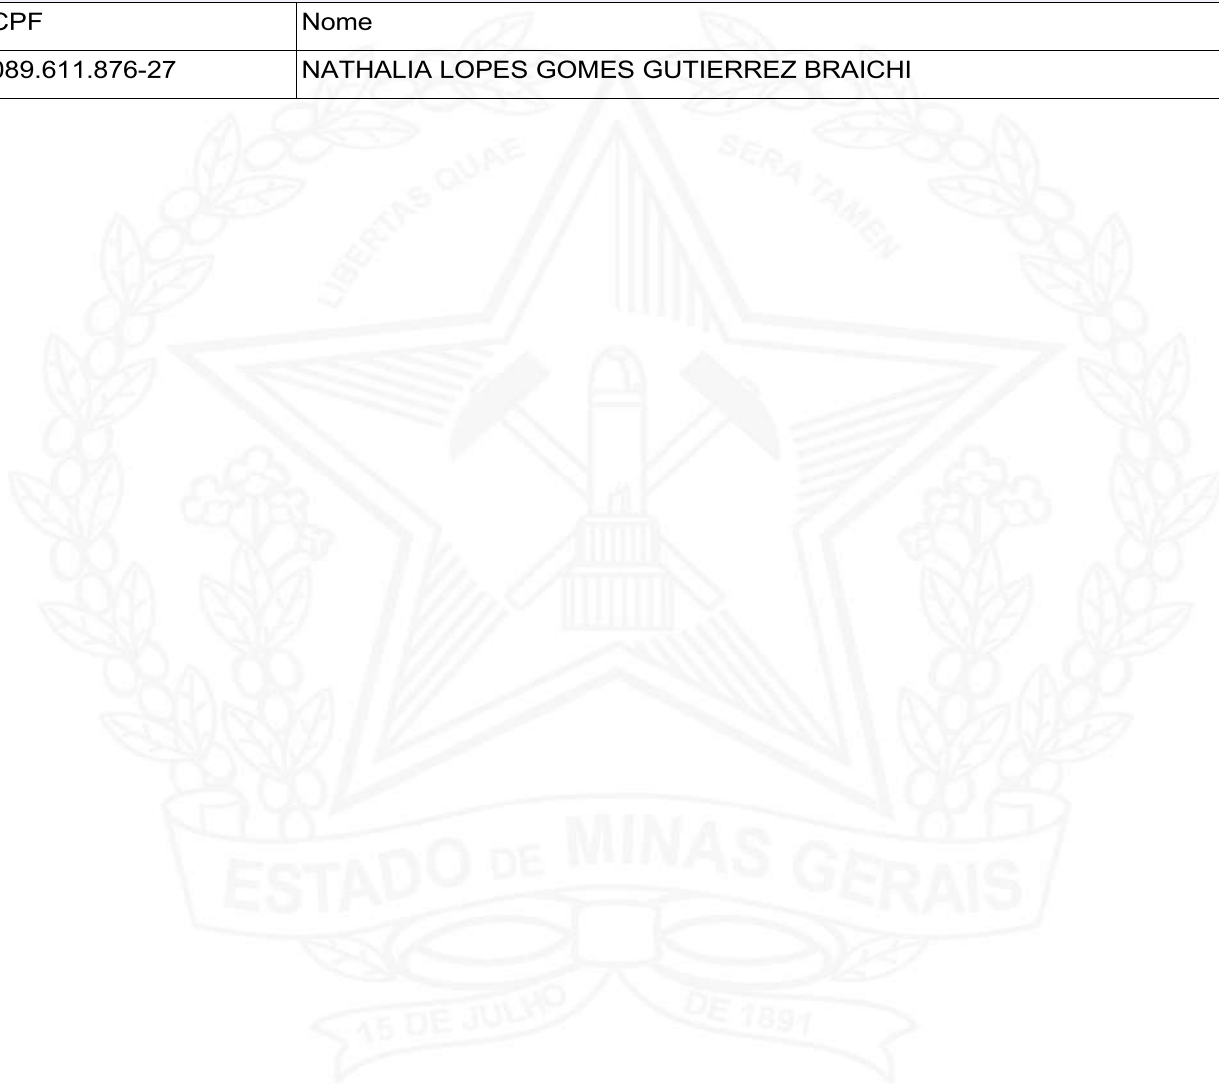 CPF Nome
089.611.876-27 NATHALIA LOPES GOMES GUTIERREZ BRAICHI
LIBERTAS QUAE SERA TAMEN
ESTADO DE MINAS GERAIS
15 DE JULHO DE 1891